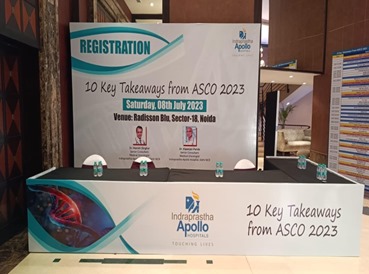 REGISTRATION
Indraprastha
Apollo
HOSPITALS
10 Key Takeaways from ASCO 2023
Saturday, 08th July 2023
Venue: Radisson Blu, Sector-18, Noida
Indraprastha
Apollo
HOSPITALS
TOUCHING LIVES
10 Key Takeaways
from ASCO 2023